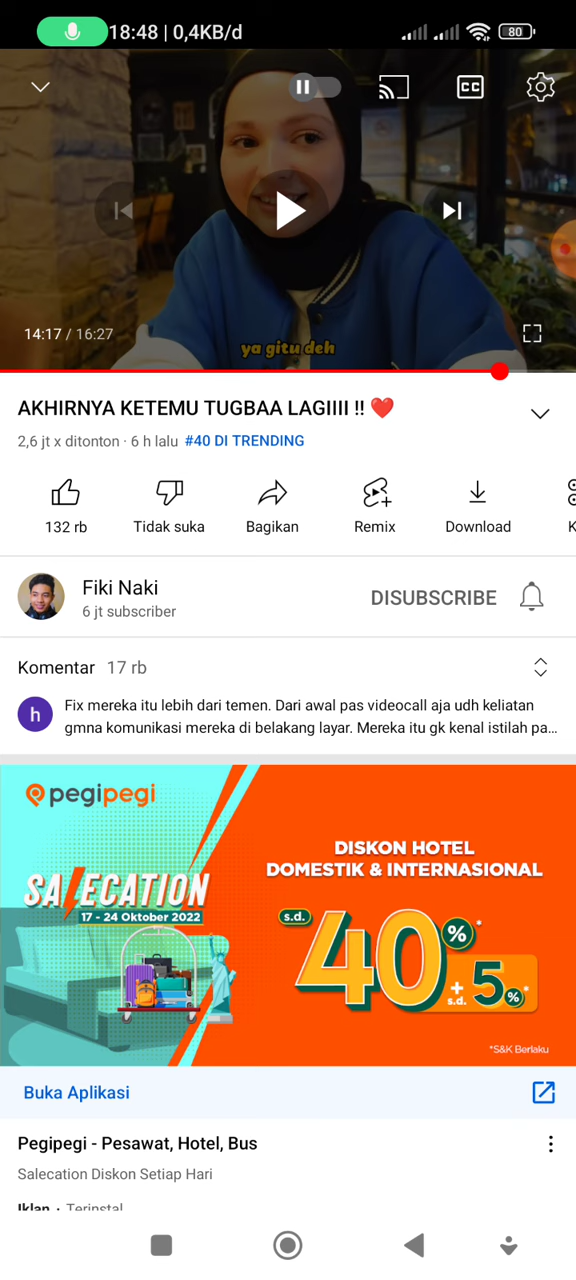 18:48 | 0,4KB/d
80
CC
14:17 / 16:27
ya gitu deh
AKHIRNYA KETEMU TUGBAA LAGIIII !! ❤️
2,6 jt x ditonton · 6 h lalu #40 DI TRENDING
132 rb
Tidak suka
Bagikan
Remix
Download
K
Fiki Naki
6 jt subscriber
DISUBSCRIBE
Komentar 17 rb
h
Fix mereka itu lebih dari temen. Dari awal pas videocall aja udh keliatan
gmna komunikasi mereka di belakang layar. Mereka itu gk kenal istilah pa...
pegipegi
SALECATION
17 - 24 Oktober 2022
DISKON HOTEL
DOMESTIK & INTERNASIONAL
s.d. 40%* + s.d. 5%*
*S&K Berlaku
Buka Aplikasi
Pegipegi - Pesawat, Hotel, Bus
Salecation Diskon Setiap Hari
Iklan · Terinstal